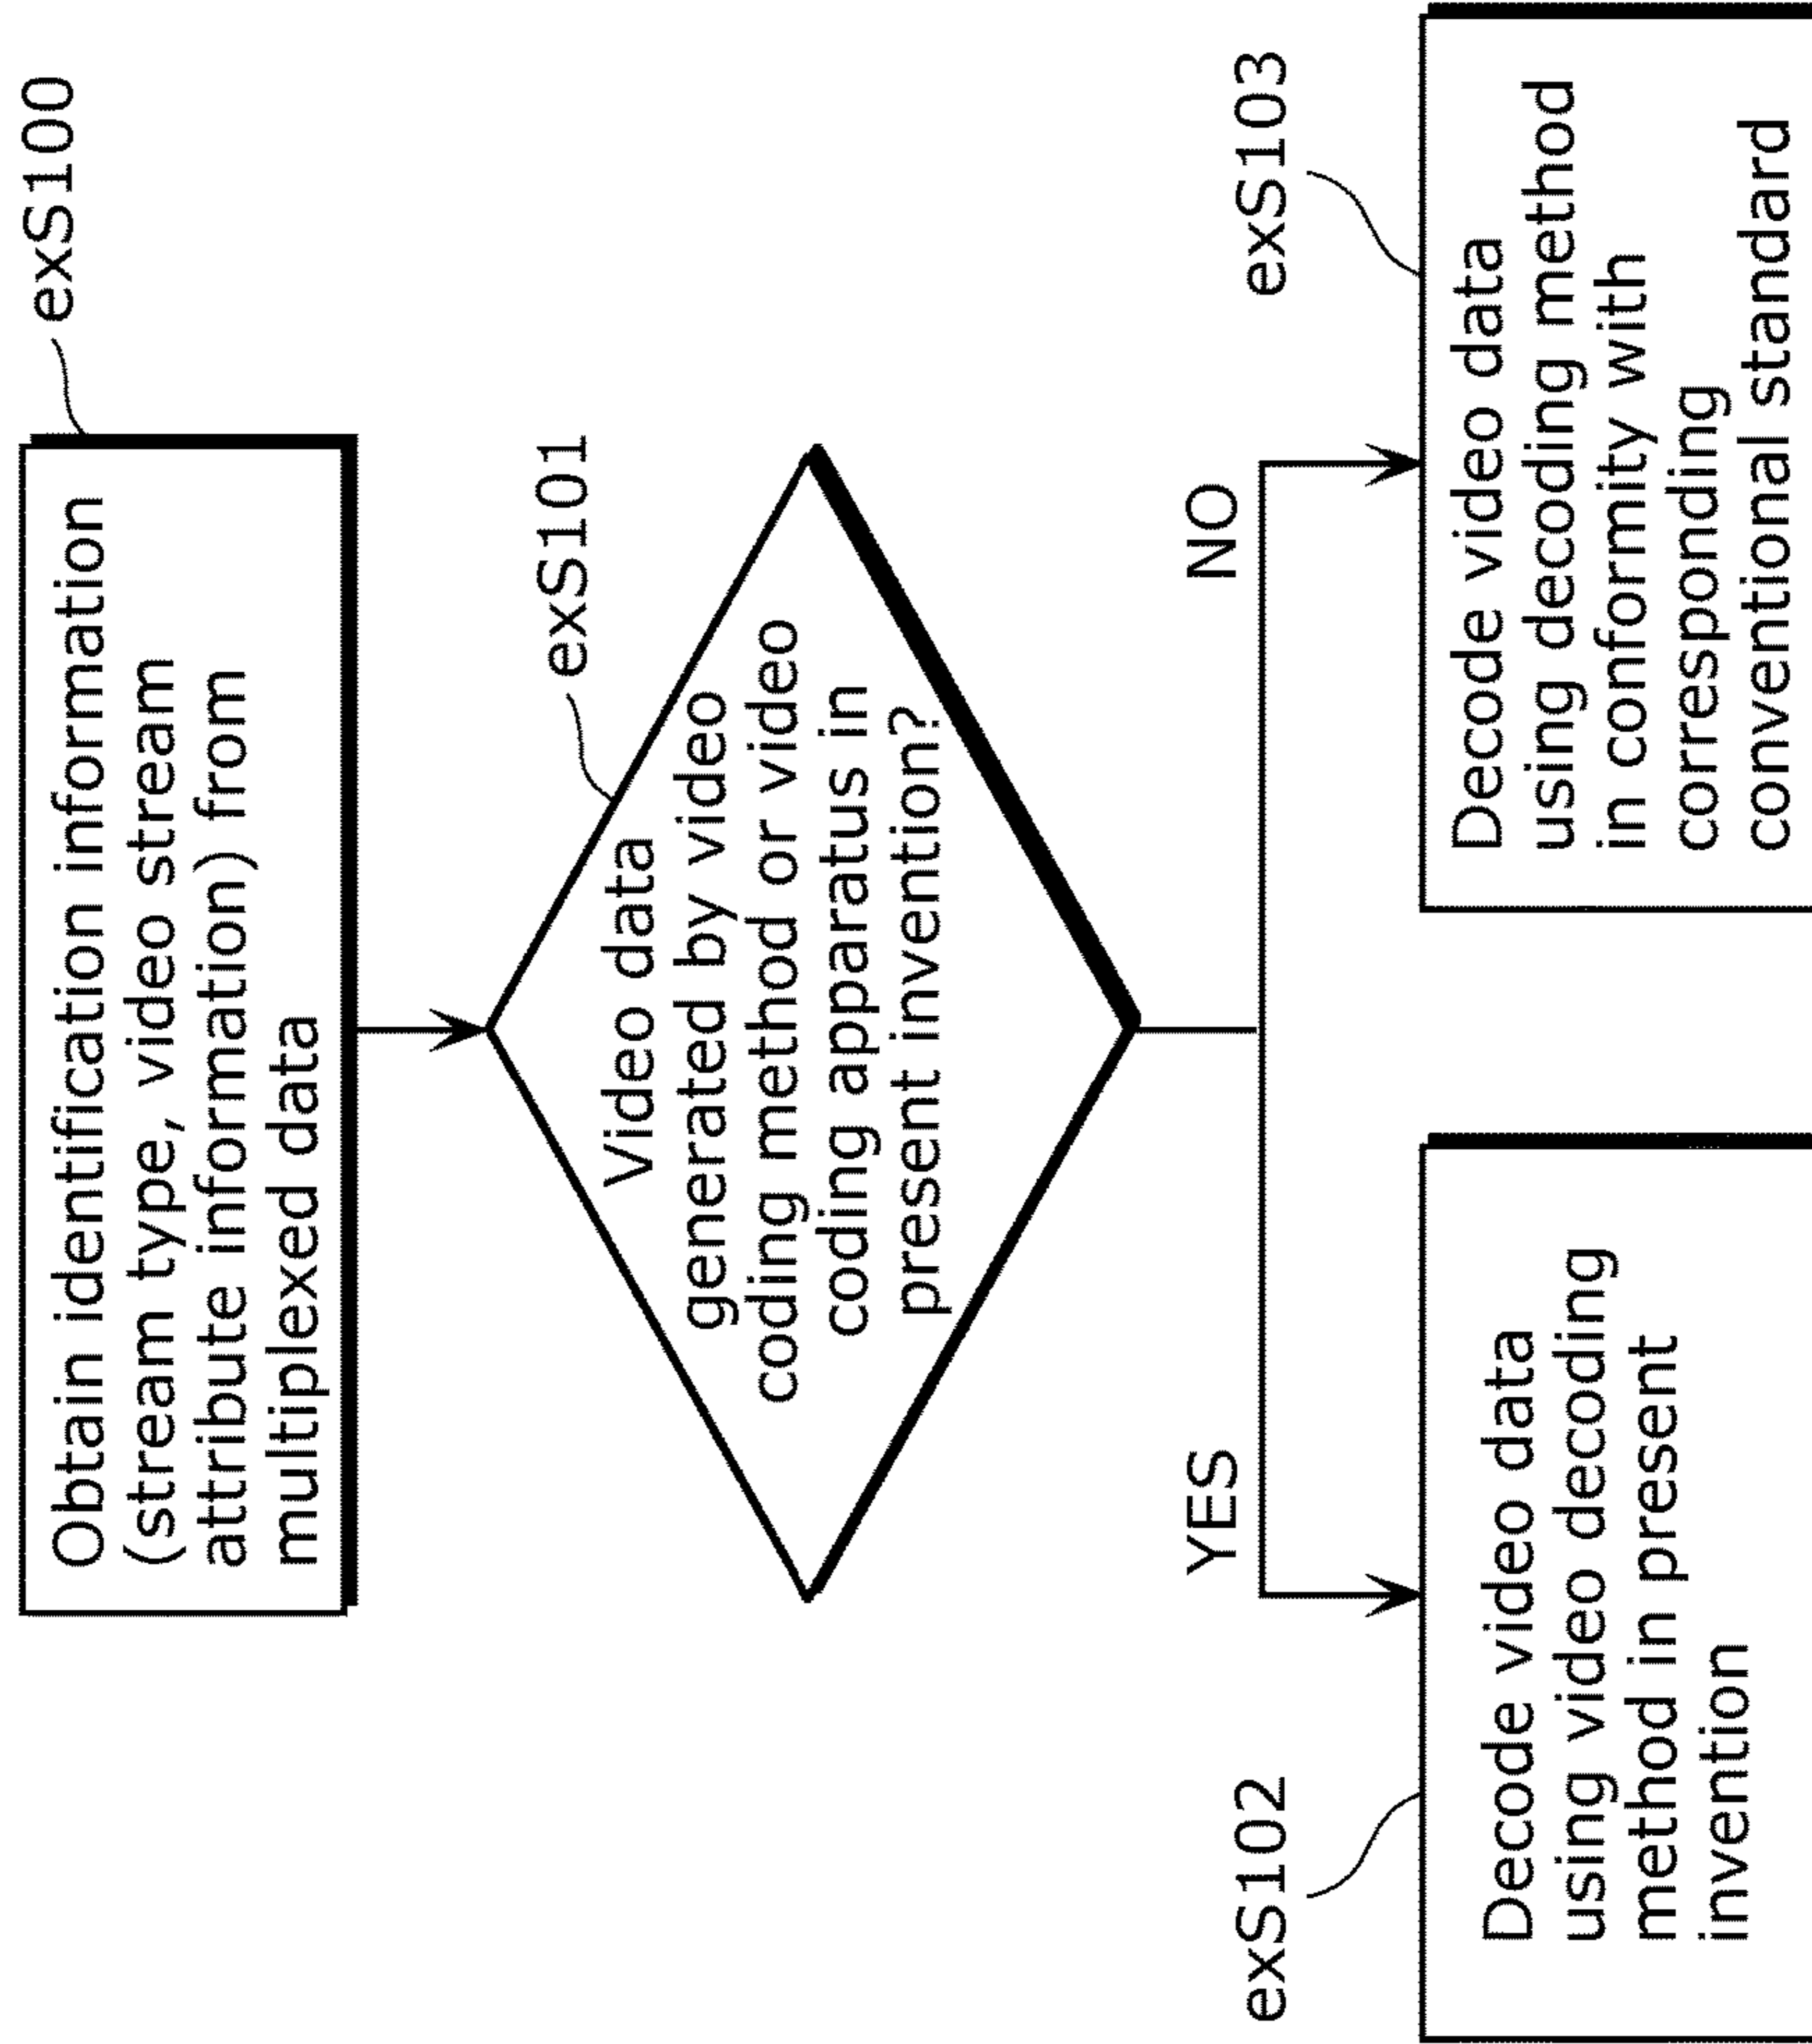 exS100
Obtain identification information
(stream type, video stream
attribute information) from
multiplexed data
exS101
Video data
generated by video
coding method or video
coding apparatus in
present invention?
YES
NO
exS102
Decode video data
using video decoding
method in present
invention
exS103
Decode video data
using decoding method
in conformity with
corresponding
conventional standard